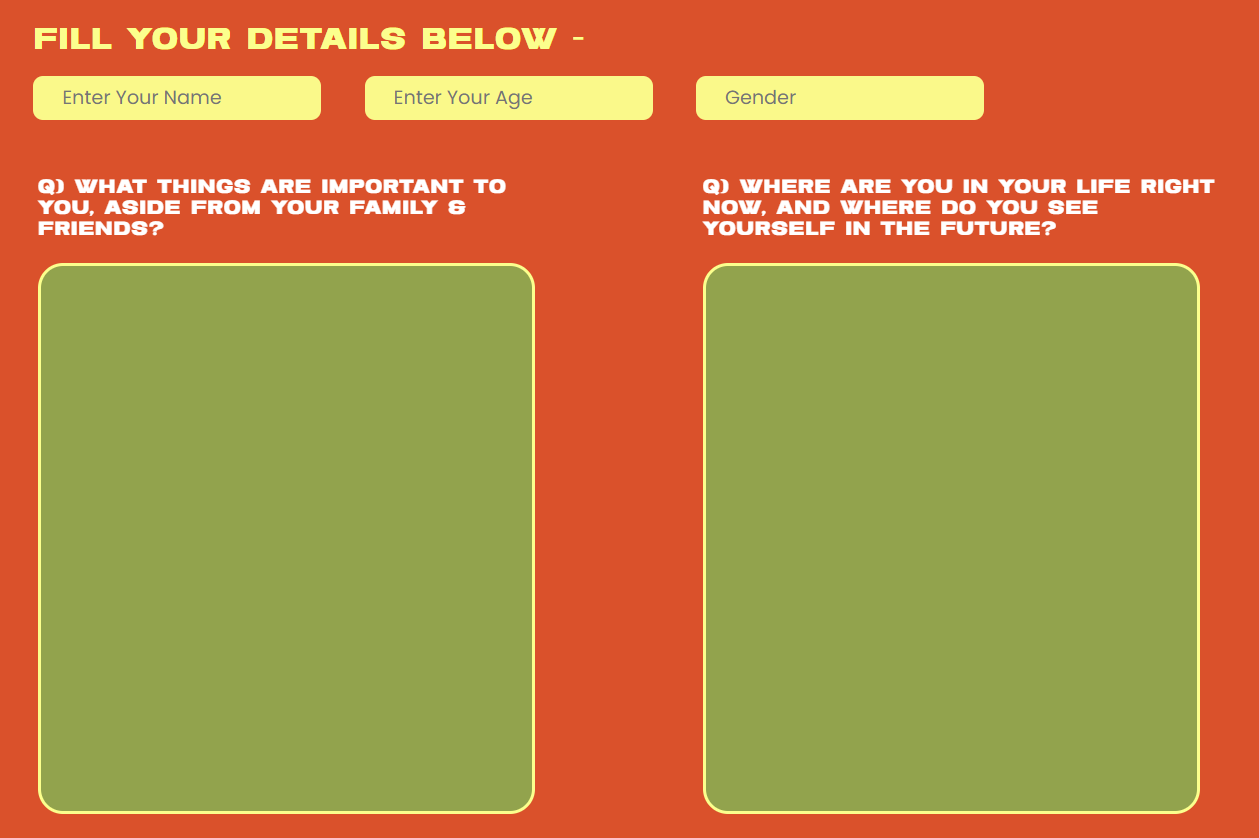 FILL YOUR DETAILS BELOW -
Enter Your Name
Enter Your Age
Gender
Q) WHAT THINGS ARE IMPORTANT TO
YOU, ASIDE FROM YOUR FAMILY &
FRIENDS?
Q) WHERE ARE YOU IN YOUR LIFE RIGHT
NOW, AND WHERE DO YOU SEE
YOURSELF IN THE FUTURE?